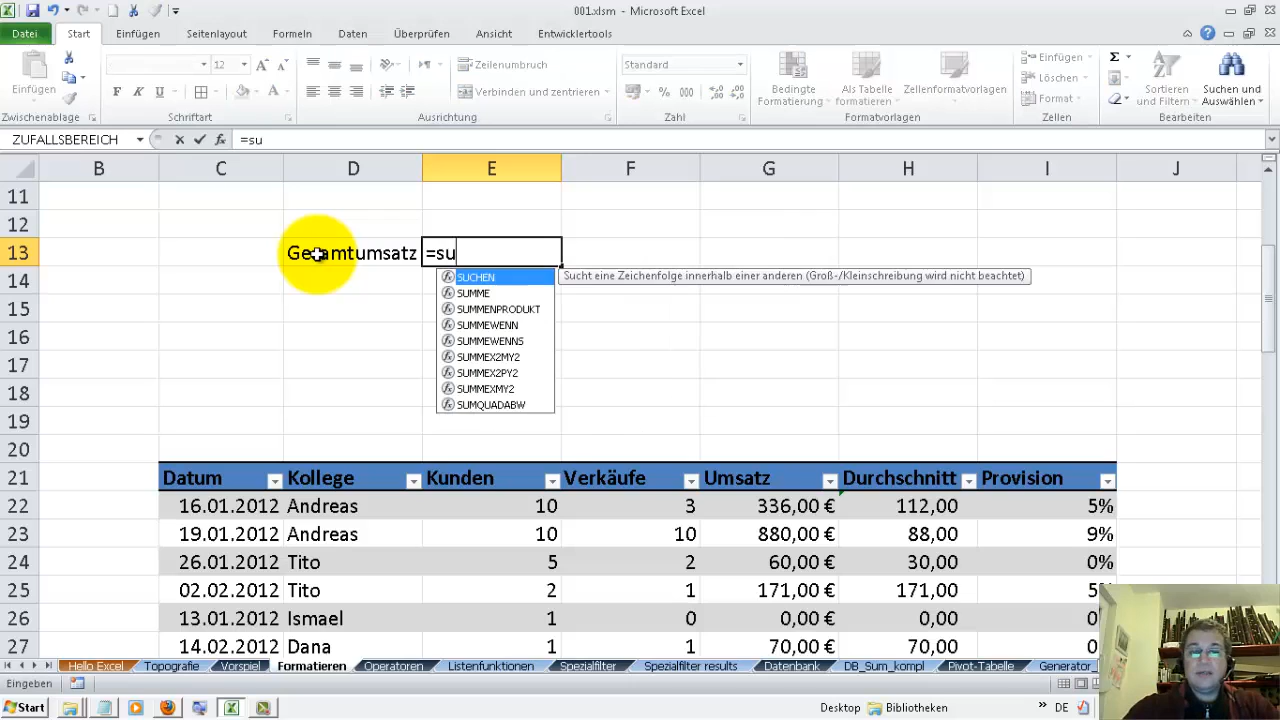 001.xlsm - Microsoft Excel
Datei Start Einfügen Seitenlayout Formeln Daten Überprüfen Ansicht Entwicklertools
Einfügen
Zwischenablage
12
F K U
Schriftart
Zeilenumbruch
Verbinden und zentrieren
Ausrichtung
Standard
% 000
Zahl
Bedingte Formatierung
Als Tabelle formatieren
Zellenformatvorlagen
Formatvorlagen
Einfügen
Löschen
Format
Zellen
Σ
Sortieren und Filtern
Suchen und Auswählen
Bearbeiten
ZUFALLSBEREICH fx =su
B C D E F G H I J
11
12
13 Gesamtumsatz =su
SUCHEN Sucht eine Zeichenfolge innerhalb einer anderen (Groß-/Kleinschreibung wird nicht beachtet)
SUMME
SUMMENPRODUKT
SUMMEWENN
SUMMEWENNS
SUMMEX2MY2
SUMMEX2PY2
SUMMEXMY2
SUMQUADABW
14
15
16
17
18
19
20
21 Datum Kollege Kunden Verkäufe Umsatz Durchschnitt Provision
22 16.01.2012 Andreas 10 3 336,00 € 112,00 5%
23 19.01.2012 Andreas 10 10 880,00 € 88,00 9%
24 26.01.2012 Tito 5 2 60,00 € 30,00 0%
25 02.02.2012 Tito 2 1 171,00 € 171,00 5
26 13.01.2012 Ismael 1 0 0,00 € 0,00 0
27 14.02.2012 Dana 1 1 70,00 € 70,00 0
Hello Excel Topografie Vorspiel Formatieren Operatoren Listenfunktionen Spezialfilter Spezialfilter results Datenbank DB_Sum_kompl Pivot-Tabelle Generator
Eingeben
Start Desktop Bibliotheken DE